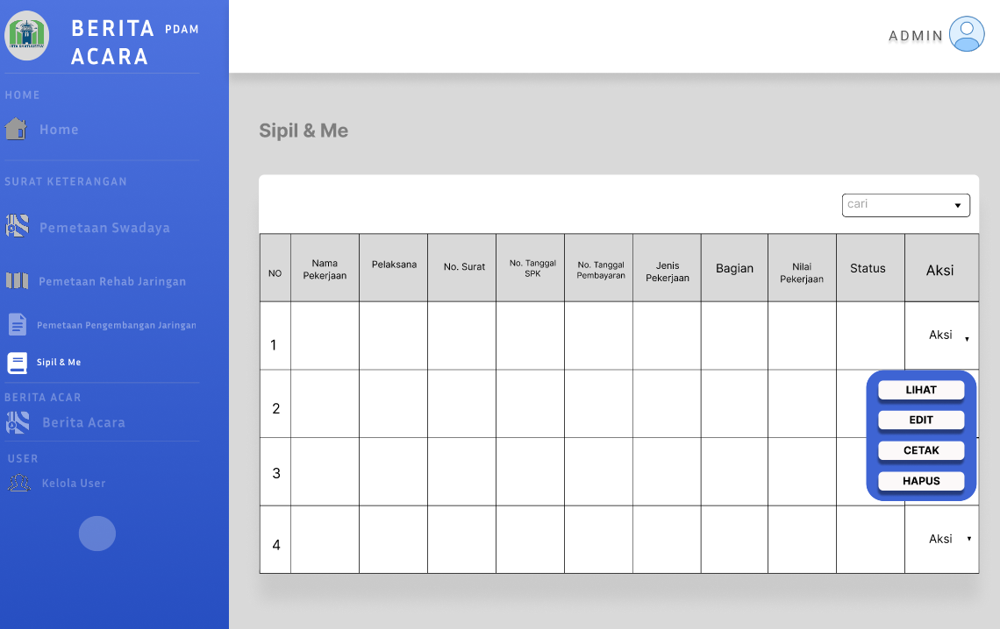 BERITA PDAM
ACARA
ADMIN
HOME
Home
SURAT KETERANGAN
Pemetaan Swadaya
Pemetaan Rehab Jaringan
Pemetaan Pengembangan Jaringan
Sipil & Me
BERITA ACAR
Berita Acara
USER
Kelola User
Sipil & Me
cari
NO
Nama
Pekerjaan
Pelaksana
No. Surat
No. Tanggal
SPK
No. Tanggal
Pembayaran
Jenis
Pekerjaan
Bagian
Nilai
Pekerjaan
Status
Aksi
1
Aksi
2
LIHAT
EDIT
3
CETAK
HAPUS
4
Aksi